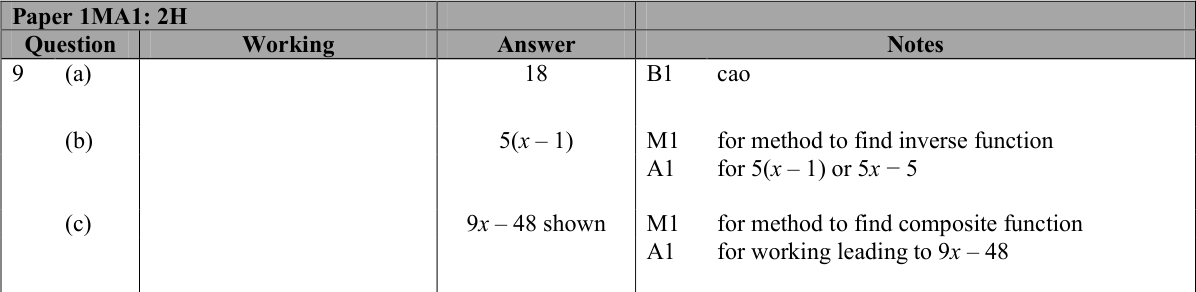 Paper 1MA1: 2H
Question Working Answer Notes
9 (a) 18 B1 cao
(b) 5(x – 1) M1 for method to find inverse function
A1 for 5(x – 1) or 5x − 5
(c) 9x – 48 shown M1 for method to find composite function
A1 for working leading to 9x – 48